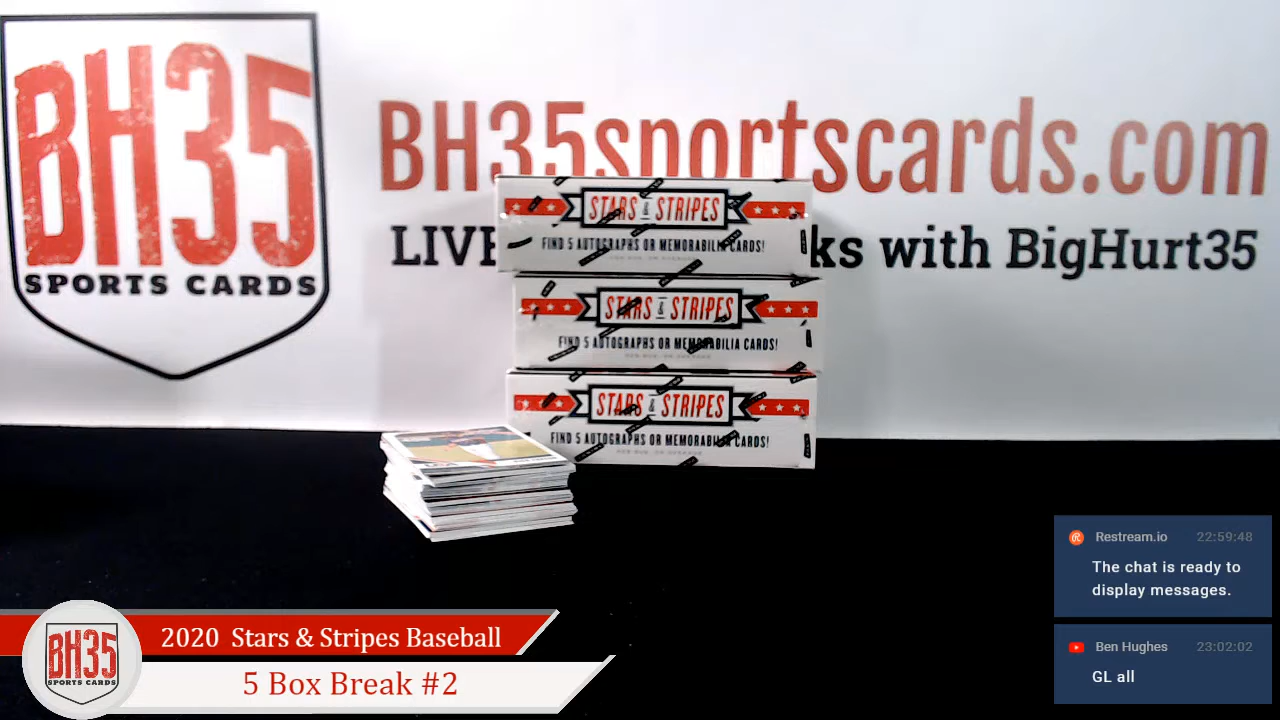 BH35
SPORTS CARDS
BH35sportscards.com
LIVE
ks with BigHurt35
STARS & STRIPES
FIND 5 AUTOGRAPHS OR MEMORABILIA CARDS!
STARS & STRIPES
FIND 5 AUTOGRAPHS OR MEMORABILIA CARDS!
STARS & STRIPES
FIND 5 AUTOGRAPHS OR MEMORABILIA CARDS!
Restream.io 22:59:48
The chat is ready to
display messages.
Ben Hughes 23:02:02
GL all
BH35
SPORTS CARDS
2020 Stars & Stripes Baseball
5 Box Break #2